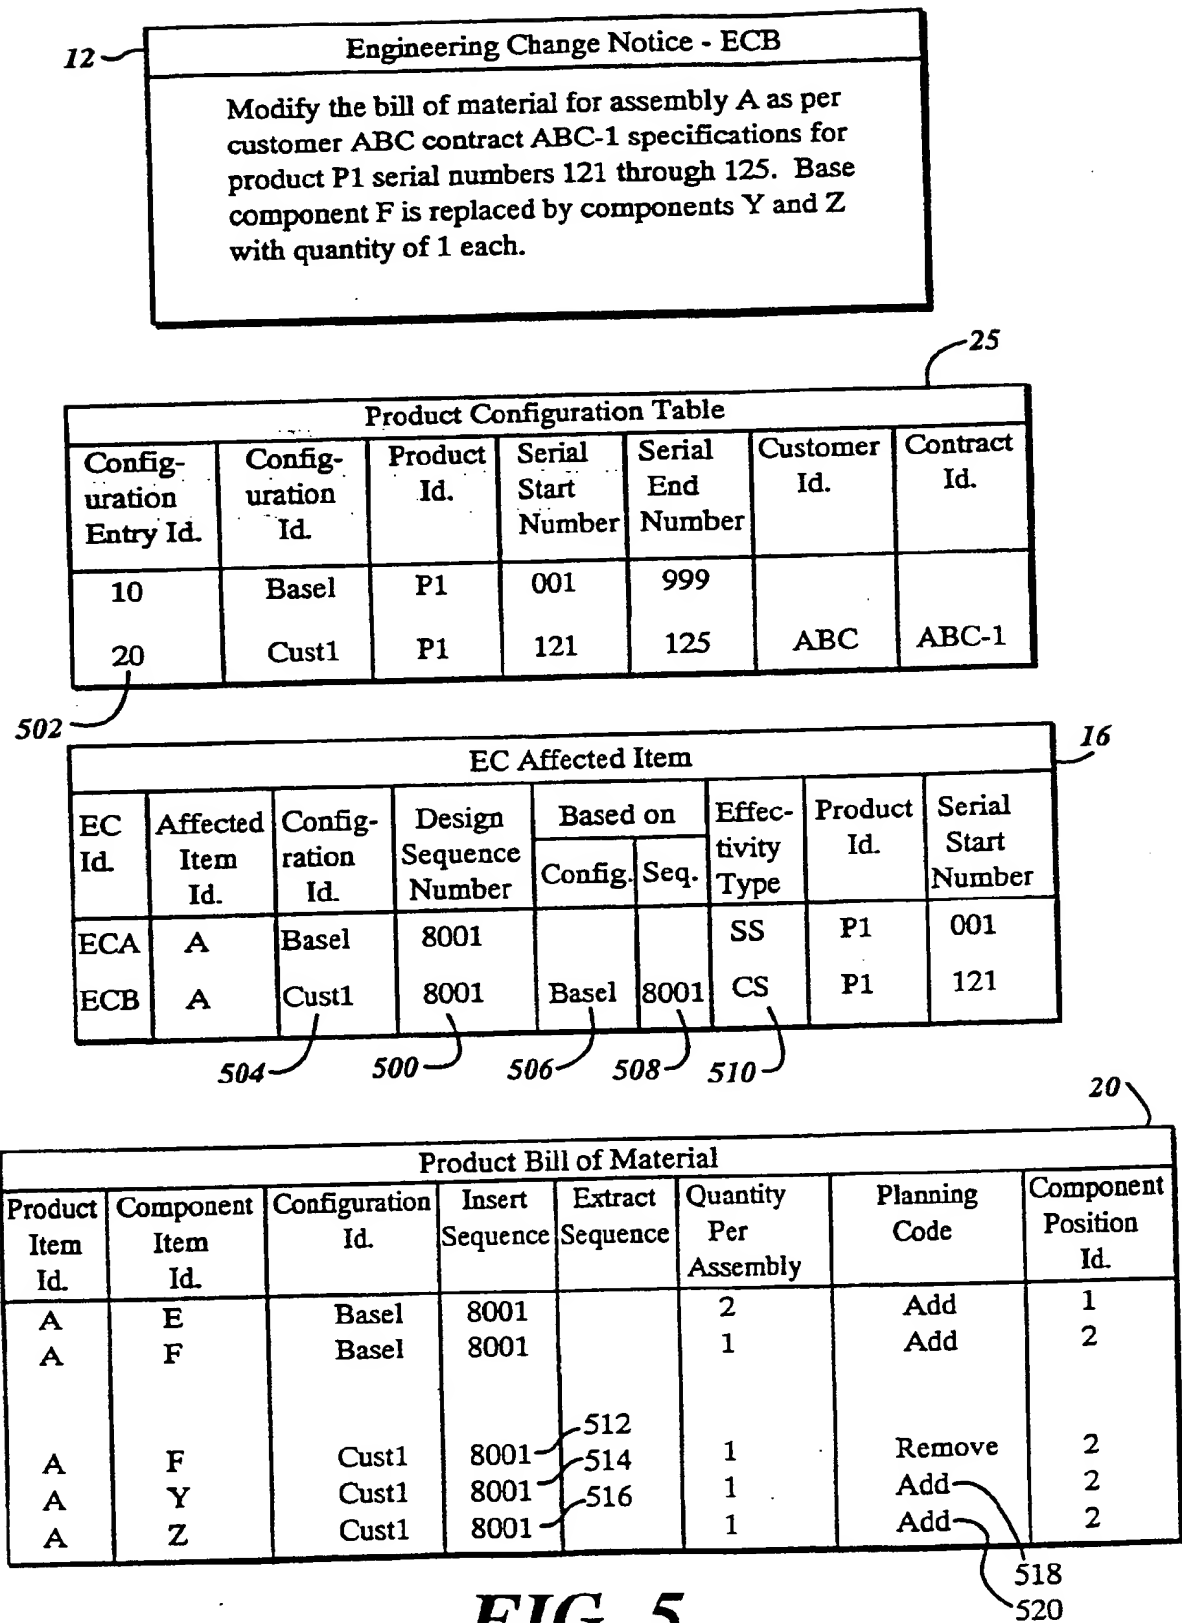 12
Engineering Change Notice - ECB
Modify the bill of material for assembly A as per
customer ABC contract ABC-1 specifications for
product P1 serial numbers 121 through 125. Base
component F is replaced by components Y and Z
with quantity of 1 each.
25
Product Configuration Table
Config- Config- Product Serial Serial Customer Contract
uration uration Id. Start End Id. Id.
Entry Id. Id. Number Number
10 Basel P1 001 999
20 Cust1 P1 121 125 ABC ABC-1
502
16
EC Affected Item
EC Affected Config- Design Based on Effec- Product Serial
Id. Item ration Sequence Config. Seq. tivity Id. Start
Id. Id. Number Type Number
ECA A Basel 8001 SS P1 001
ECB A Cust1 8001 Basel 8001 CS P1 121
504 500 506 508 510
20
Product Bill of Material
Product Component Configuration Insert Extract Quantity Planning Component
Item Item Id. Sequence Sequence Per Code Position
Id. Id. Assembly Id.
A E Basel 8001 2 Add 1
A F Basel 8001 1 Add 2
512
A F Cust1 8001 1 Remove 2
514
A Y Cust1 8001 1 Add 2
516
A Z Cust1 8001 1 Add 2
518
520
FIG. 5